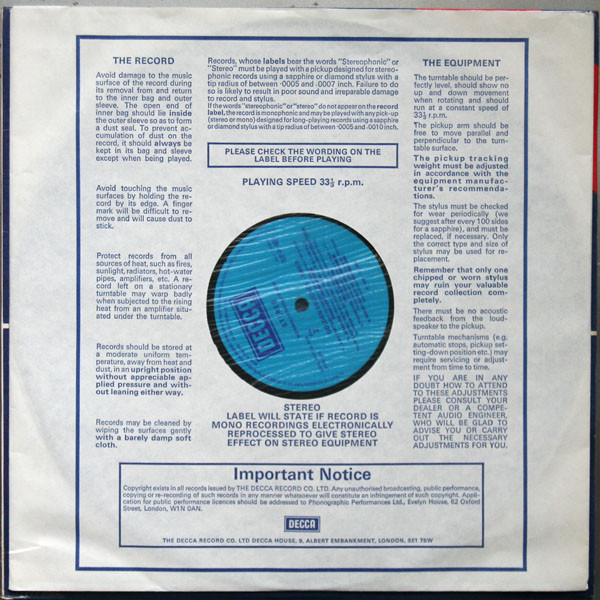 THE RECORD
Avoid damage to the music
surface of the record during
its removal from and return
to the inner bag and outer
sleeve. The open end of
inner bag should lie inside
the outer sleeve so as to form
a dust seal. To prevent ac-
cumulation of dust on the
record, it should always be
kept in its bag and sleeve
except when being played.
Avoid touching the music
surfaces by holding the re-
cord by its edge. A finger
mark will be difficult to re-
move and will cause dust to
stick.
Protect records from all
sources of heat, such as fires,
sunlight, radiators, hot-water
pipes, amplifiers, etc. A re-
cord left on a stationary
turntable may warp badly
when subjected to the rising
heat from an amplifier situ-
ated under the turntable.
Records should be stored at
a moderate uniform tem-
perature, away from heat and
dust, in an upright position
without appreciable ap-
plied pressure and with-
out leaning either way.
Records may be cleaned by
wiping the surfaces gently
with a barely damp soft
cloth.
Records, whose labels bear the words "Stereophonic" or
"Stereo" must be played with a pickup designed for stereo-
phonic records using a sapphire or diamond stylus with a
tip radius of between ·0005 and ·0007 inch. Failure to do
so is likely to result in poor sound and irreparable damage
to record and stylus.
If the words "stereophonic" or "stereo" do not appear on the record
label, the record is monophonic and may be played with any pick-up
(stereo or mono) designed for long-playing records using a sapphire
or diamond stylus with a tip radius of between ·0005 and ·0010 inch.
PLEASE CHECK THE WORDING ON THE
LABEL BEFORE PLAYING
PLAYING SPEED 33⅓ r.p.m.
DECCA
STEREO
LABEL WILL STATE IF RECORD IS
MONO RECORDINGS ELECTRONICALLY
REPROCESSED TO GIVE STEREO
EFFECT ON STEREO EQUIPMENT
THE EQUIPMENT
The turntable should be per-
fectly level, should show no
up and down movement
when rotating and should
run at a constant speed of
33⅓ r.p.m.
The pickup arm should be
free to move parallel and
perpendicular to the turn-
table surface.
The pickup tracking
weight must be adjusted
in accordance with the
equipment manufac-
turer's recommenda-
tions.
The stylus must be checked
for wear periodically (we
suggest after every 100 sides
for a sapphire), and must be
replaced, if necessary. Only
the correct type and size of
stylus may be used for re-
placement.
Remember that only one
chipped or worn stylus
may ruin your valuable
record collection com-
pletely.
There must be no acoustic
feedback from the loud-
speaker to the pickup.
Turntable mechanisms (e.g.
automatic stops, pickup set-
ting-down position etc.) may
require servicing or adjust-
ment from time to time.
IF YOU ARE IN ANY
DOUBT HOW TO ATTEND
TO THESE ADJUSTMENTS
PLEASE CONSULT YOUR
DEALER OR A COMPE-
TENT AUDIO ENGINEER,
WHO WILL BE GLAD TO
ADVISE YOU OR CARRY
OUT THE NECESSARY
ADJUSTMENTS FOR YOU.
Important Notice
Copyright exists in all records issued by THE DECCA RECORD CO. LTD. Any unauthorised broadcasting, public performance,
copying or re-recording of such records in any manner whatsoever will constitute an infringement of such copyright. Appli-
cation for public performance licences should be addressed to Phonographic Performances Ltd., Evelyn House, 62 Oxford
Street, London, W1N 0AN.
DECCA
THE DECCA RECORD CO. LTD DECCA HOUSE, 9, ALBERT EMBANKMENT, LONDON, SE1 7SW